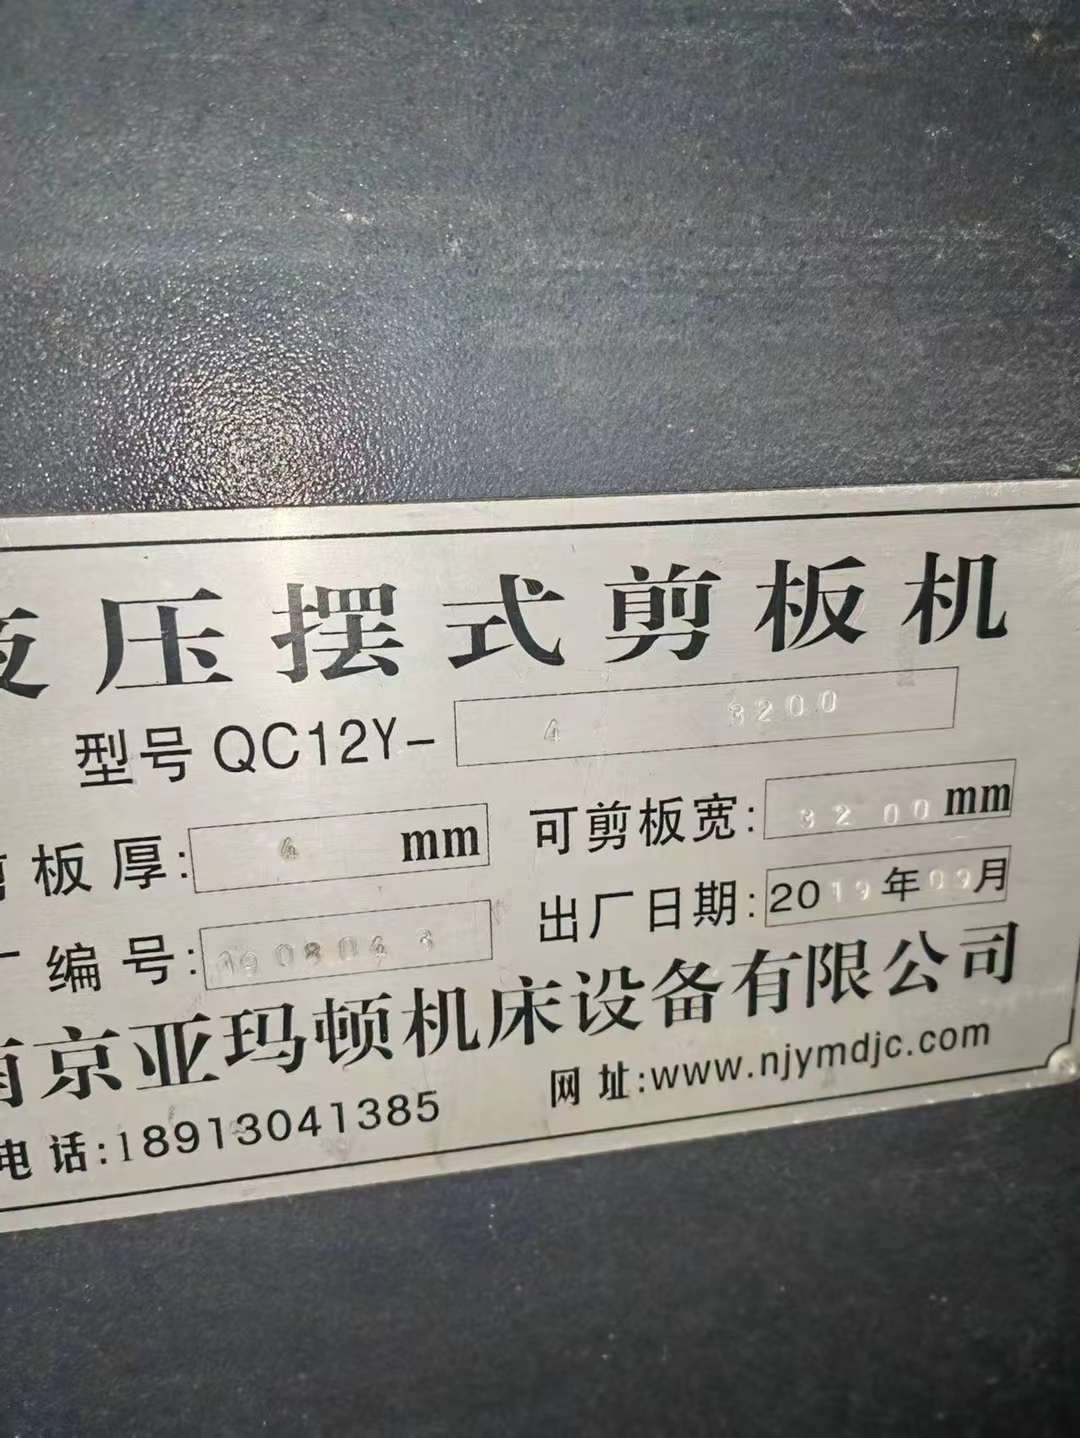 压摆式剪板机
型号 QC12Y- 4 3200
板厚: 4 mm 可剪板宽: 3200 mm
编号: 出厂日期: 2019年09月
京亚玛顿机床设备有限公司
电话:18913041385 网址:www.njymdjc.com